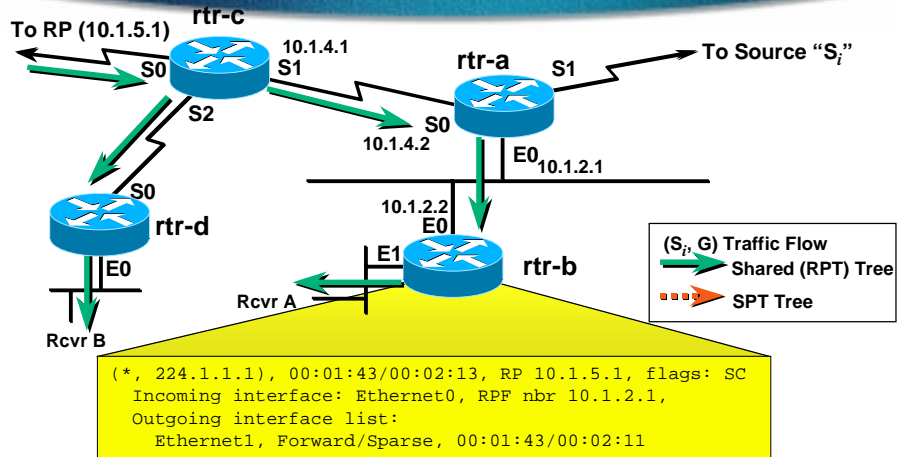 rtr-c
To RP (10.1.5.1)
10.1.4.1
S0
S1
S2
rtr-a
S1
To Source “Si”
S0
10.1.4.2
E0
10.1.2.1
S0
rtr-d
E0
Rcvr B
10.1.2.2
E0
E1
rtr-b
Rcvr A
(Si, G) Traffic Flow
Shared (RPT) Tree
SPT Tree
(*, 224.1.1.1), 00:01:43/00:02:13, RP 10.1.5.1, flags: SC
Incoming interface: Ethernet0, RPF nbr 10.1.2.1,
Outgoing interface list:
Ethernet1, Forward/Sparse, 00:01:43/00:02:11